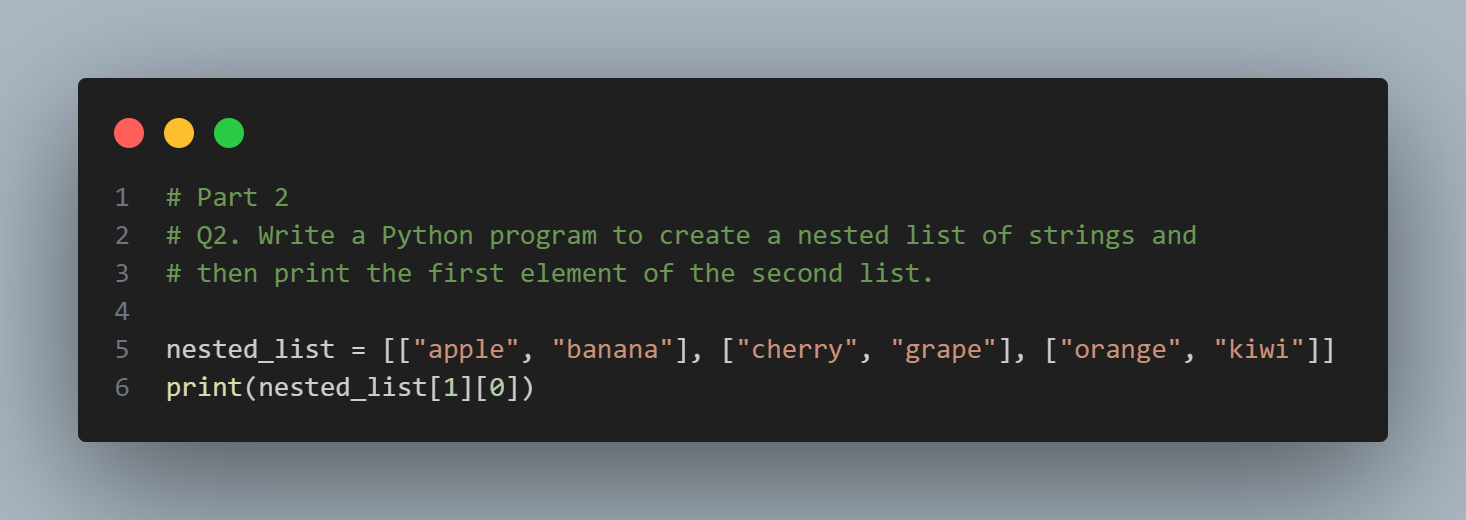 1 # Part 2
2 # Q2. Write a Python program to create a nested list of strings and
3 # then print the first element of the second list.
4
5 nested_list = [["apple", "banana"], ["cherry", "grape"], ["orange", "kiwi"]]
6 print(nested_list[1][0])